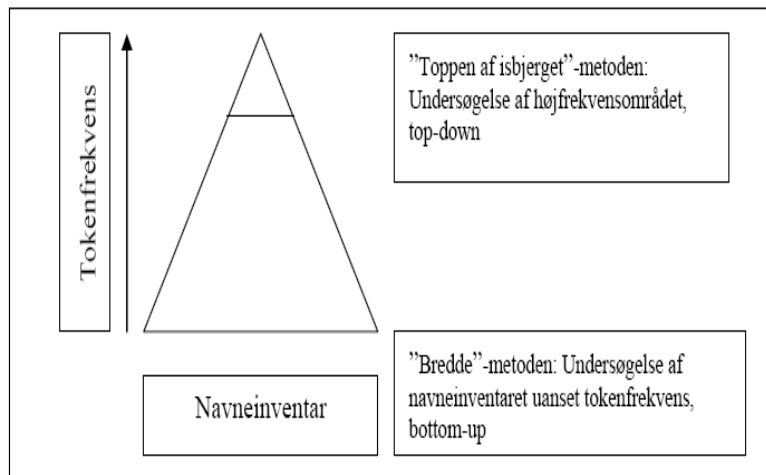 Tokenfrekvens
”Toppen af isbjerget”-metoden:
Undersøgelse af højfrekvensområdet,
top-down
Navneinventar
”Bredde”-metoden: Undersøgelse af
navneinventaret uanset tokenfrekvens,
bottom-up